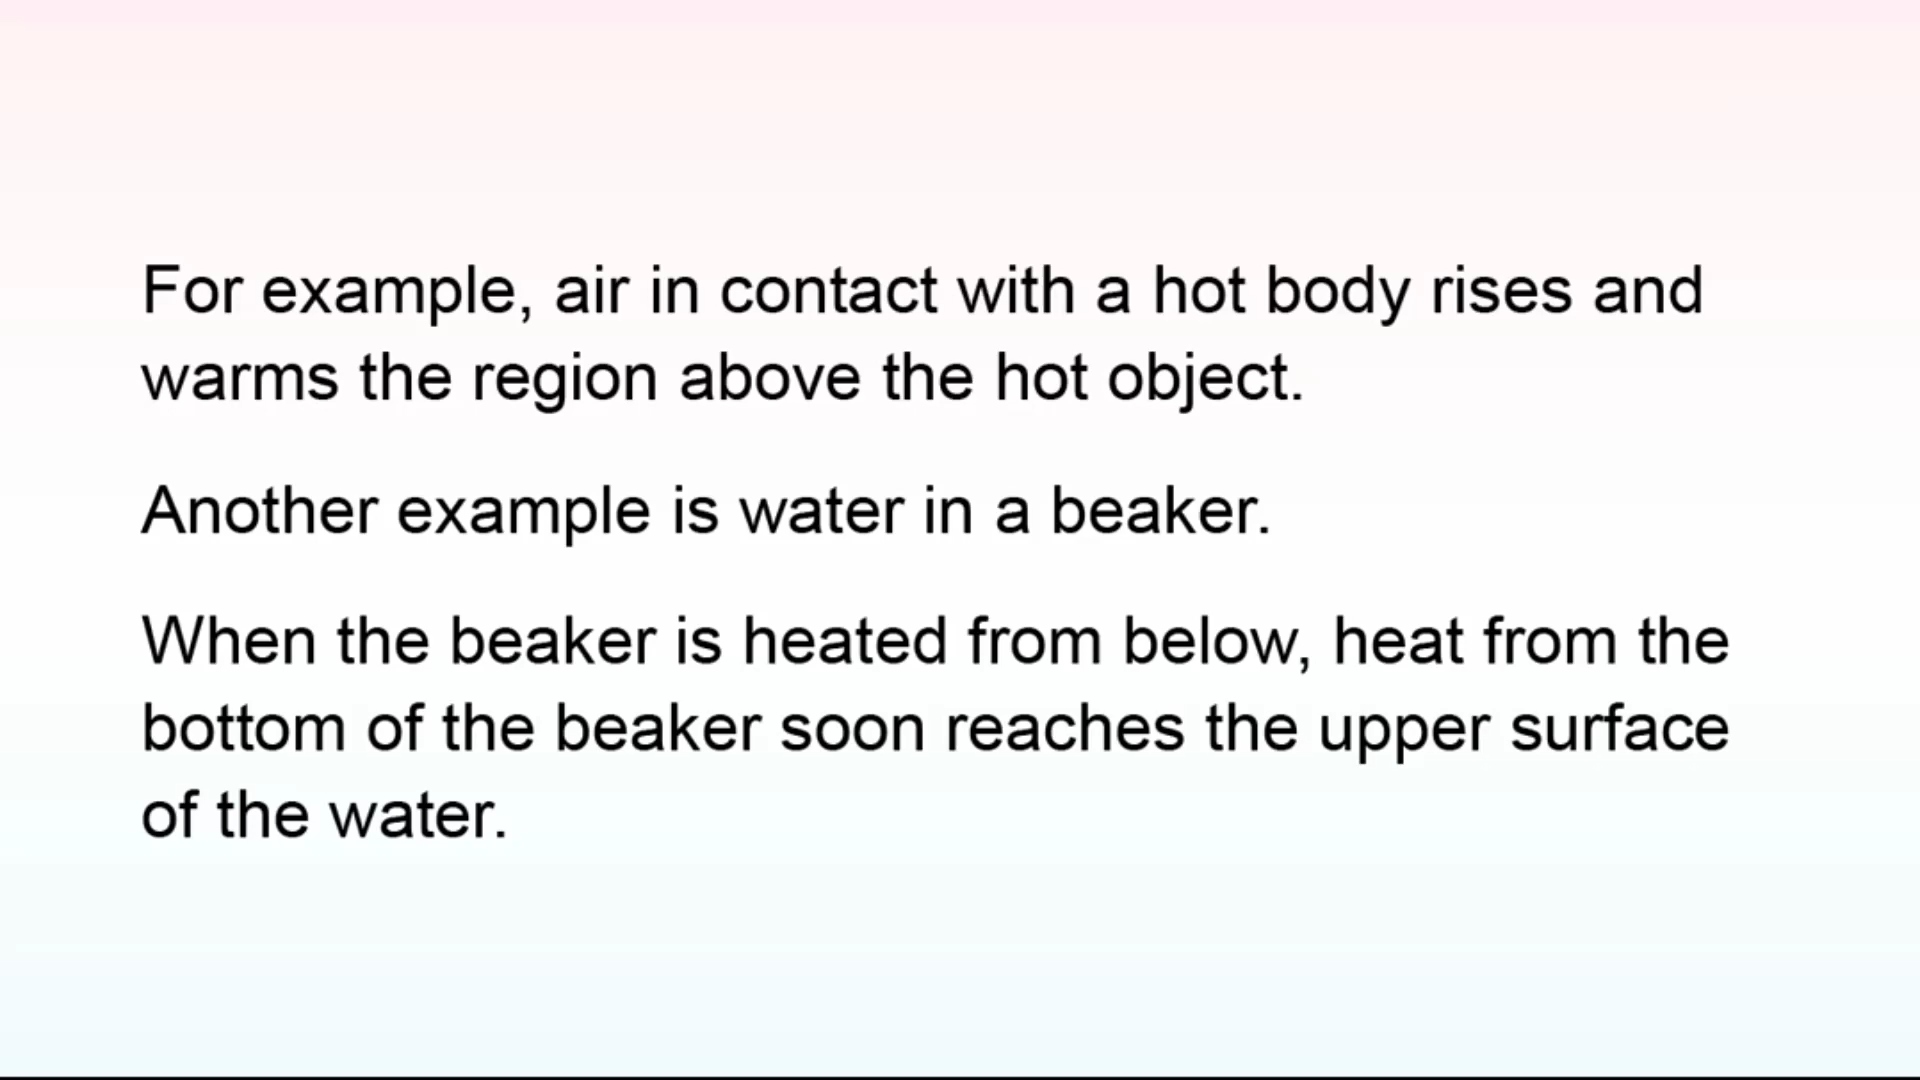 For example, air in contact with a hot body rises and
warms the region above the hot object.
Another example is water in a beaker.
When the beaker is heated from below, heat from the
bottom of the beaker soon reaches the upper surface
of the water.